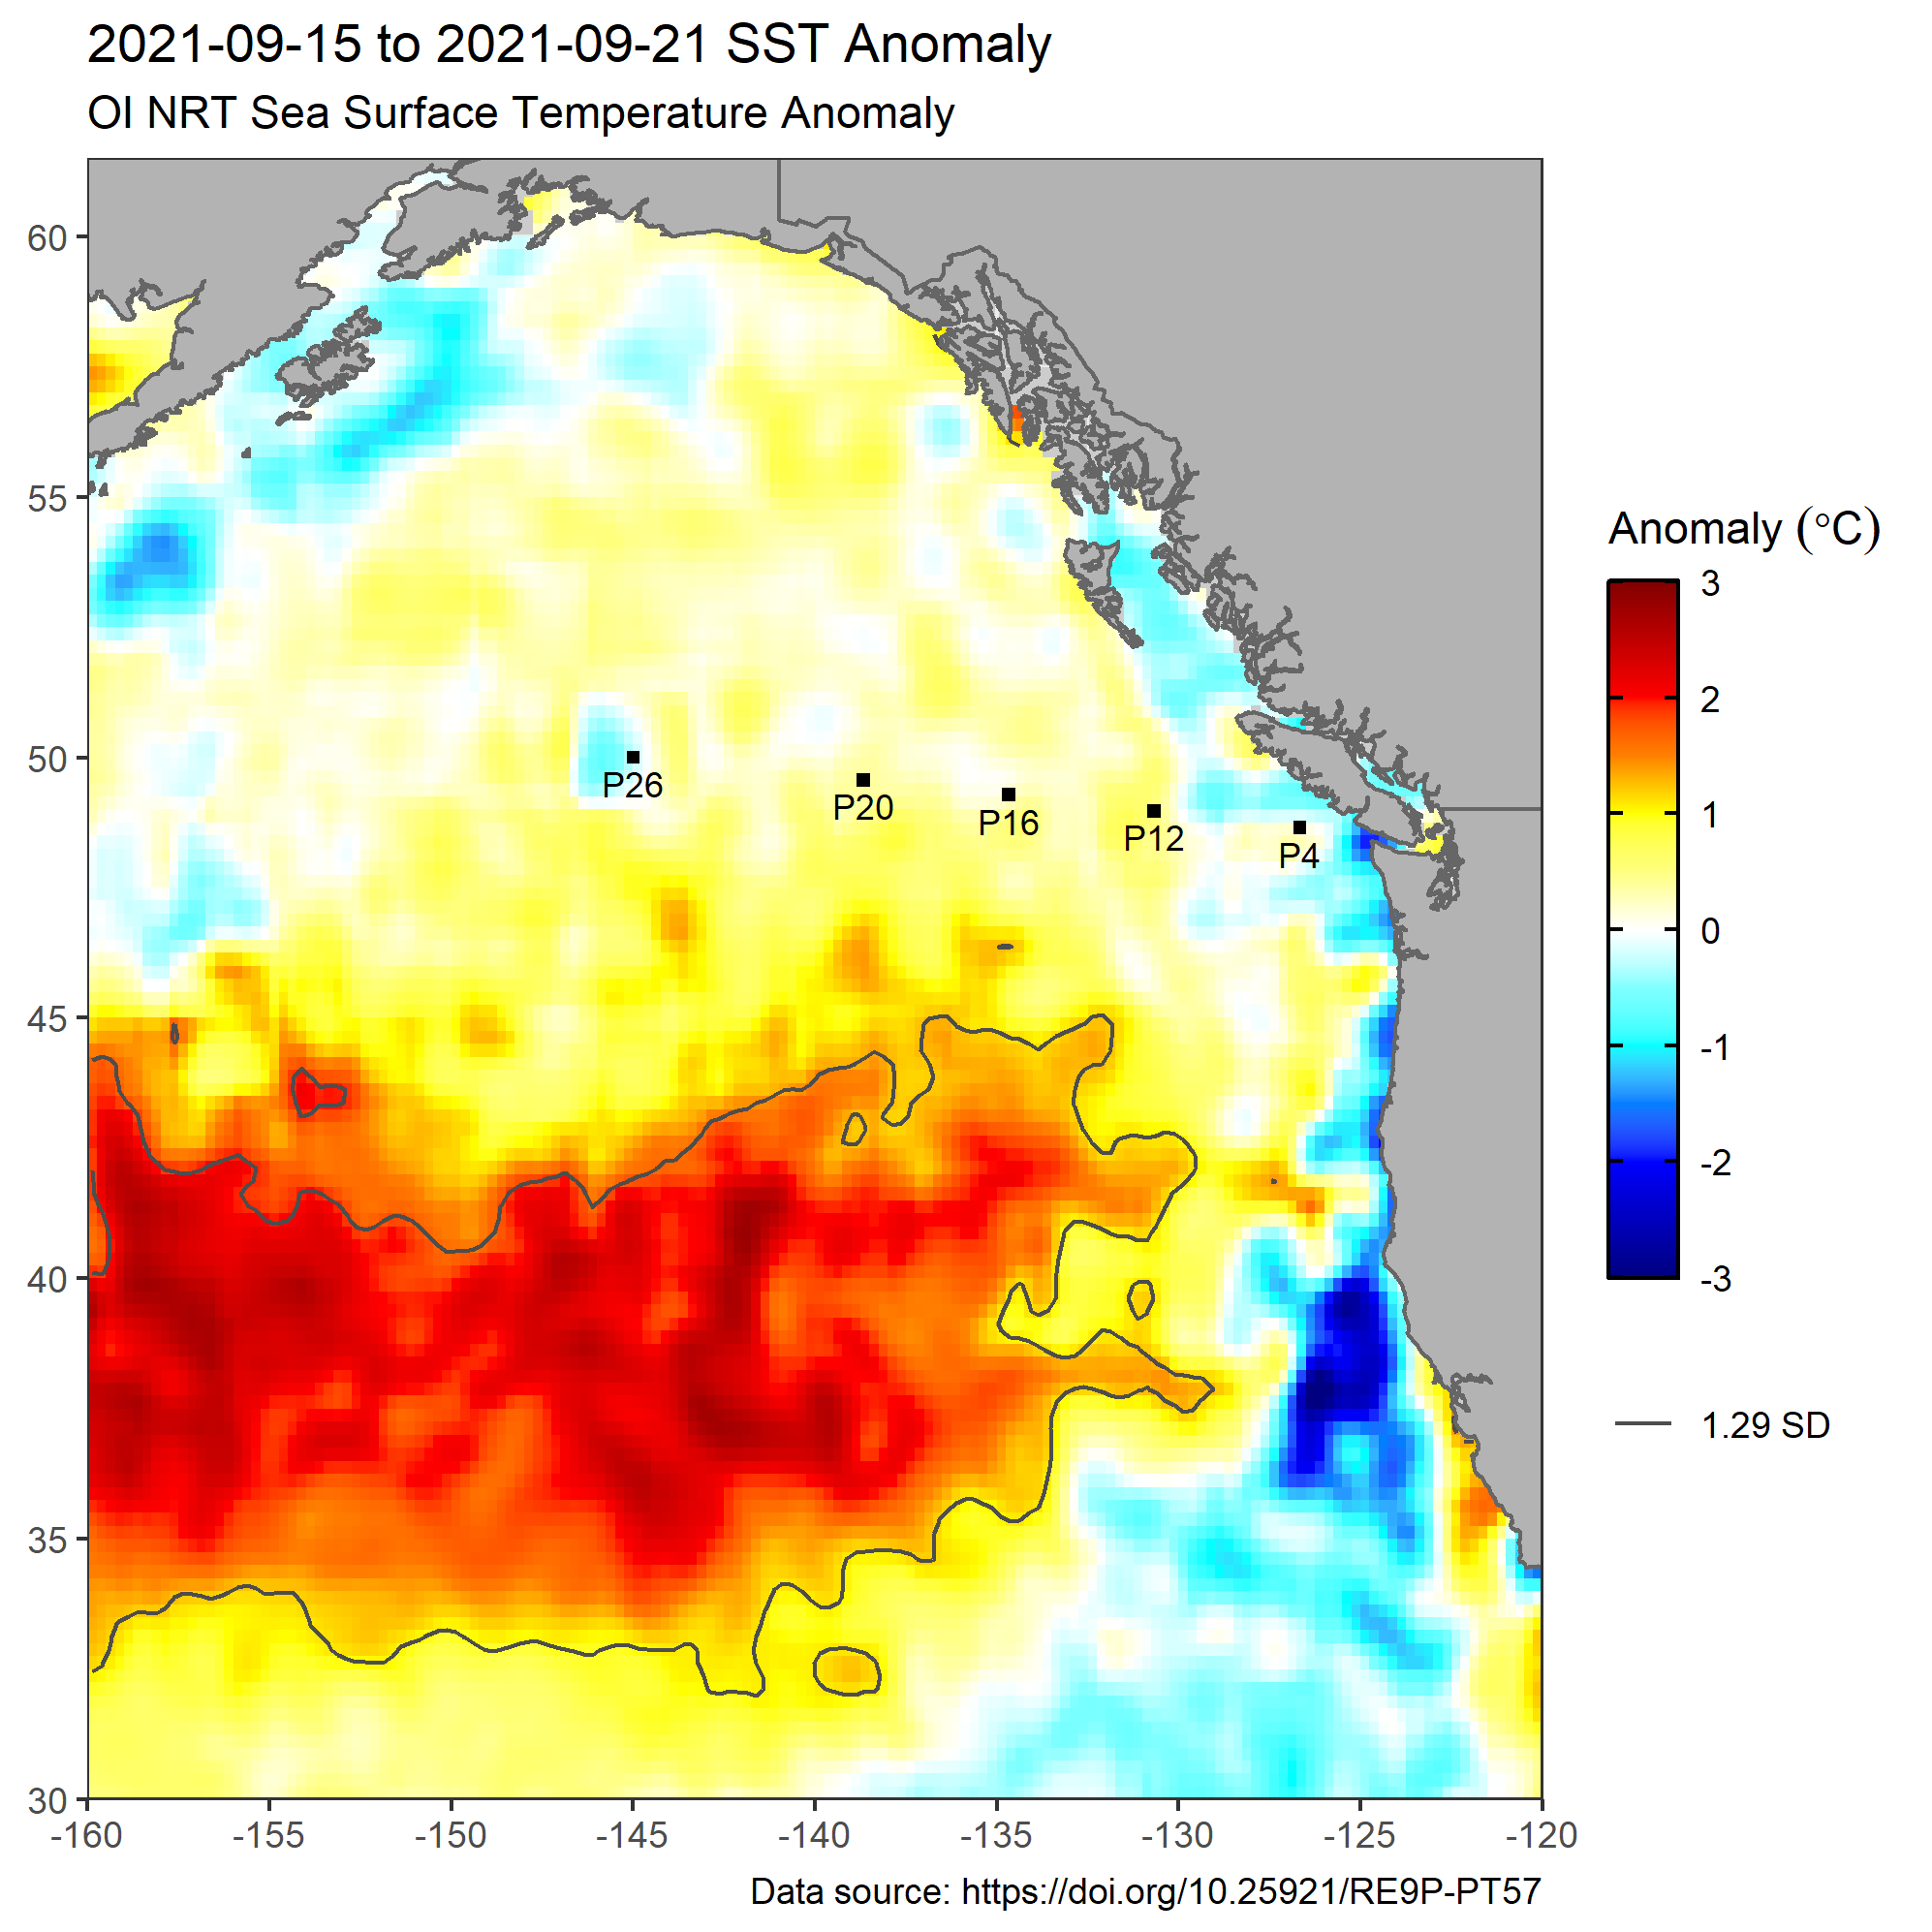 2021-09-15 to 2021-09-21 SST Anomaly
OI NRT Sea Surface Temperature Anomaly
60
55
50
45
40
35
30
-160
-155
-150
-145
-140
-135
-130
-125
-120
P26
P20
P16
P12
P4
Anomaly (°C)
3
2
1
0
-1
-2
-3
1.29 SD
Data source: https://doi.org/10.25921/RE9P-PT57